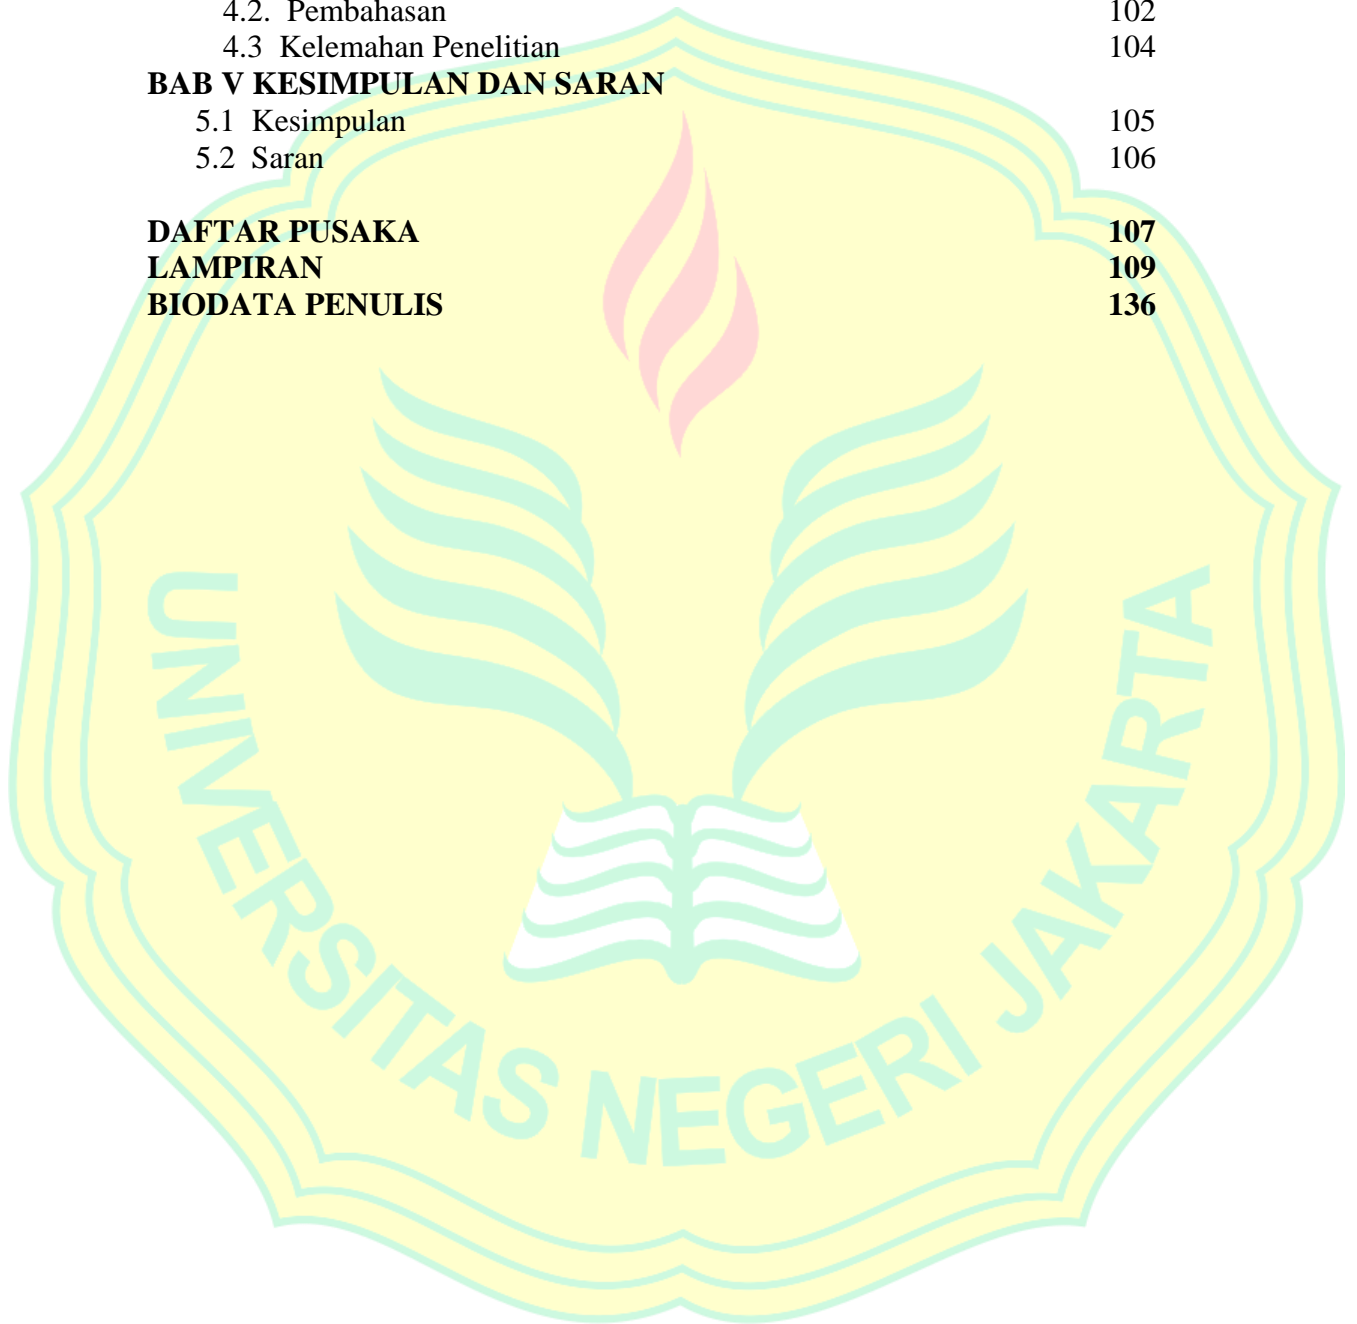 4.2. Pembahasan 102
4.3 Kelemahan Penelitian 104
BAB V KESIMPULAN DAN SARAN
5.1 Kesimpulan 105
5.2 Saran 106
DAFTAR PUSAKA 107
LAMPIRAN 109
BIODATA PENULIS 136
UNIVERSITAS NEGERI JAKARTA